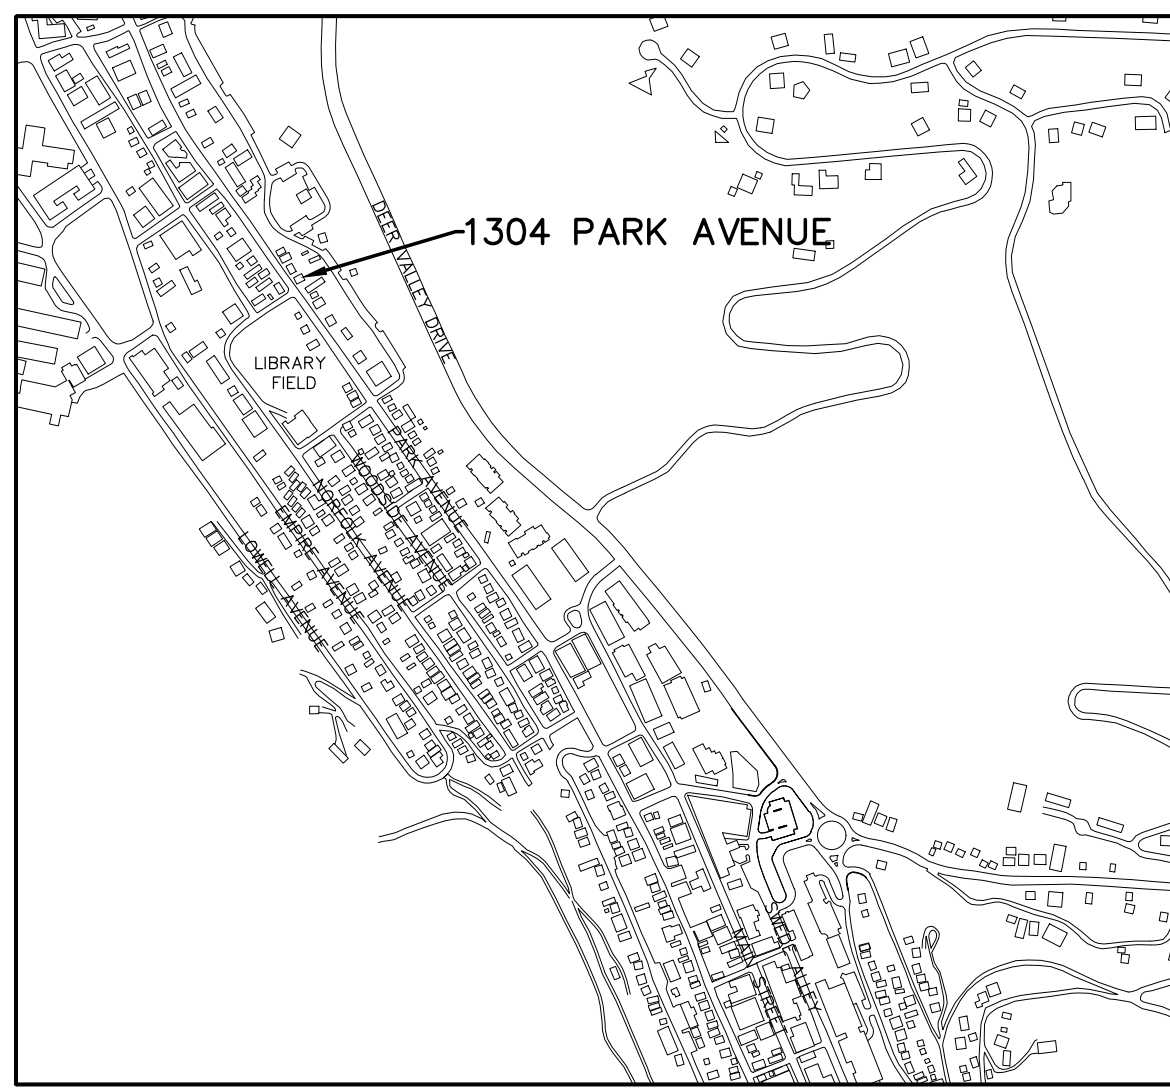 1304 PARK AVENUE
DEER VALLEY DRIVE
LIBRARY
FIELD
PARK AVENUE
WOODSIDE AVENUE
NORFOLK AVENUE
EMPIRE AVENUE
LOWELL AVENUE
SWEDE ALLEY
MAIN STREET